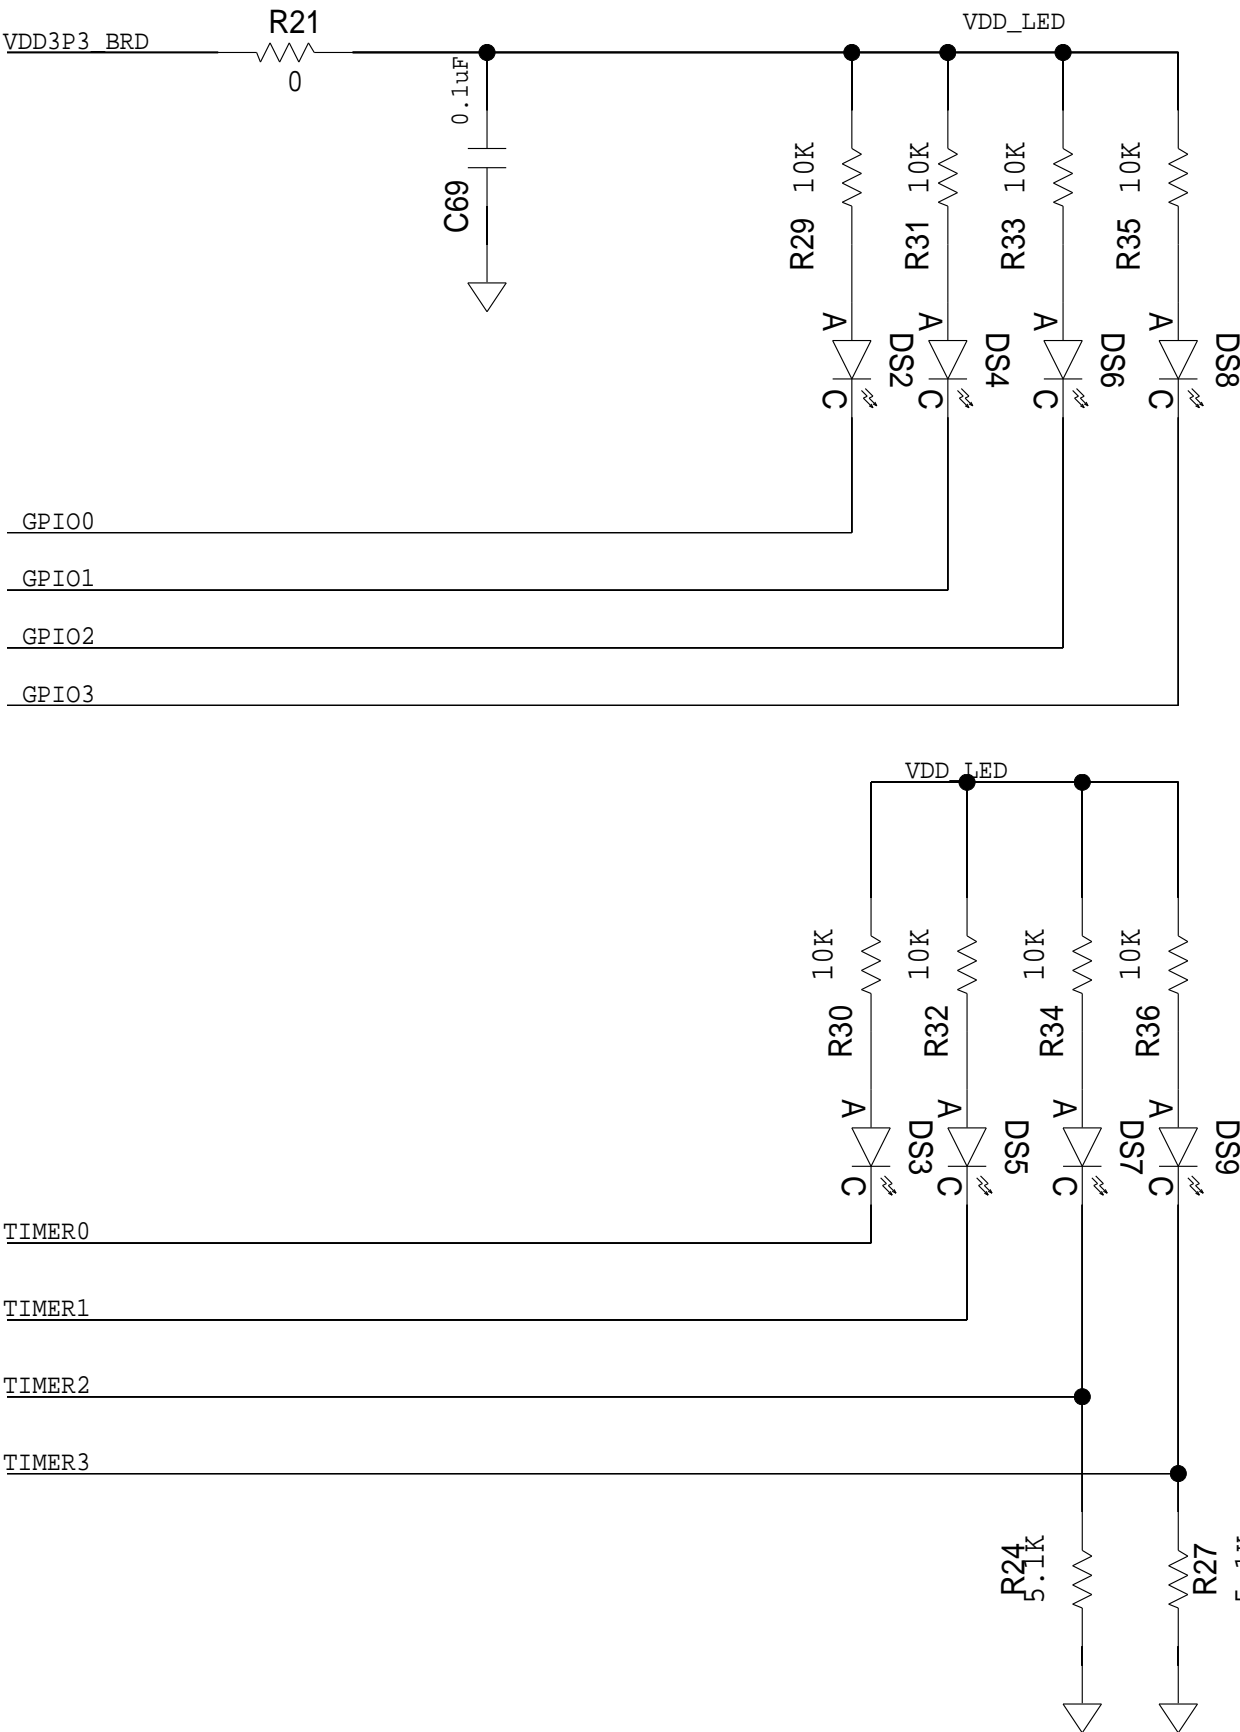 R21
VDD_LED
VDD3P3_BRD
0
0.1uF
C69
10K
10K
10K
10K
R29
R31
R33
R35
A
A
A
A
DS2
DS4
DS6
DS8
C
C
C
C
GPIO0
GPIO1
GPIO2
GPIO3
VDD_LED
10K
10K
10K
10K
R30
R32
R34
R36
A
A
A
A
DS3
DS5
DS7
DS9
C
C
C
C
TIMER0
TIMER1
TIMER2
TIMER3
R24
5.1K
R27